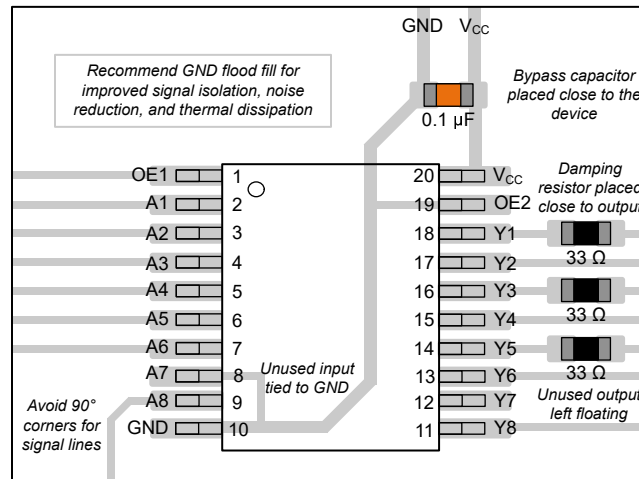 GND
VCC
Recommend GND flood fill for
improved signal isolation, noise
reduction, and thermal dissipation
Bypass capacitor
placed close to the
device
0.1 µF
OE1
1
20
VCC
Damping
resistor placed
close to output
A1
2
19
OE2
A2
3
18
Y1
33 Ω
A3
4
17
Y2
A4
5
16
Y3
33 Ω
A5
6
15
Y4
A6
7
14
Y5
33 Ω
A7
8
Unused input
tied to GND
13
Y6
A8
9
12
Y7
Unused output
left floating
GND
10
11
Y8
Avoid 90°
corners for
signal lines